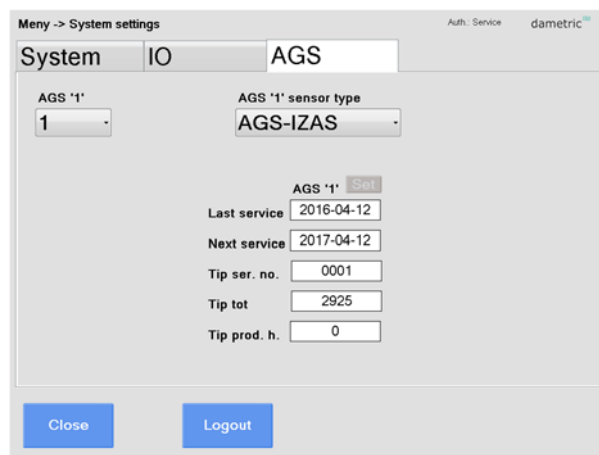 Meny -> System settings Auth.: Service dametric
System IO AGS
AGS '1' AGS '1' sensor type
1 AGS-IZAS
AGS '1' Set
Last service 2016-04-12
Next service 2017-04-12
Tip ser. no. 0001
Tip tot 2925
Tip prod. h. 0
Close Logout